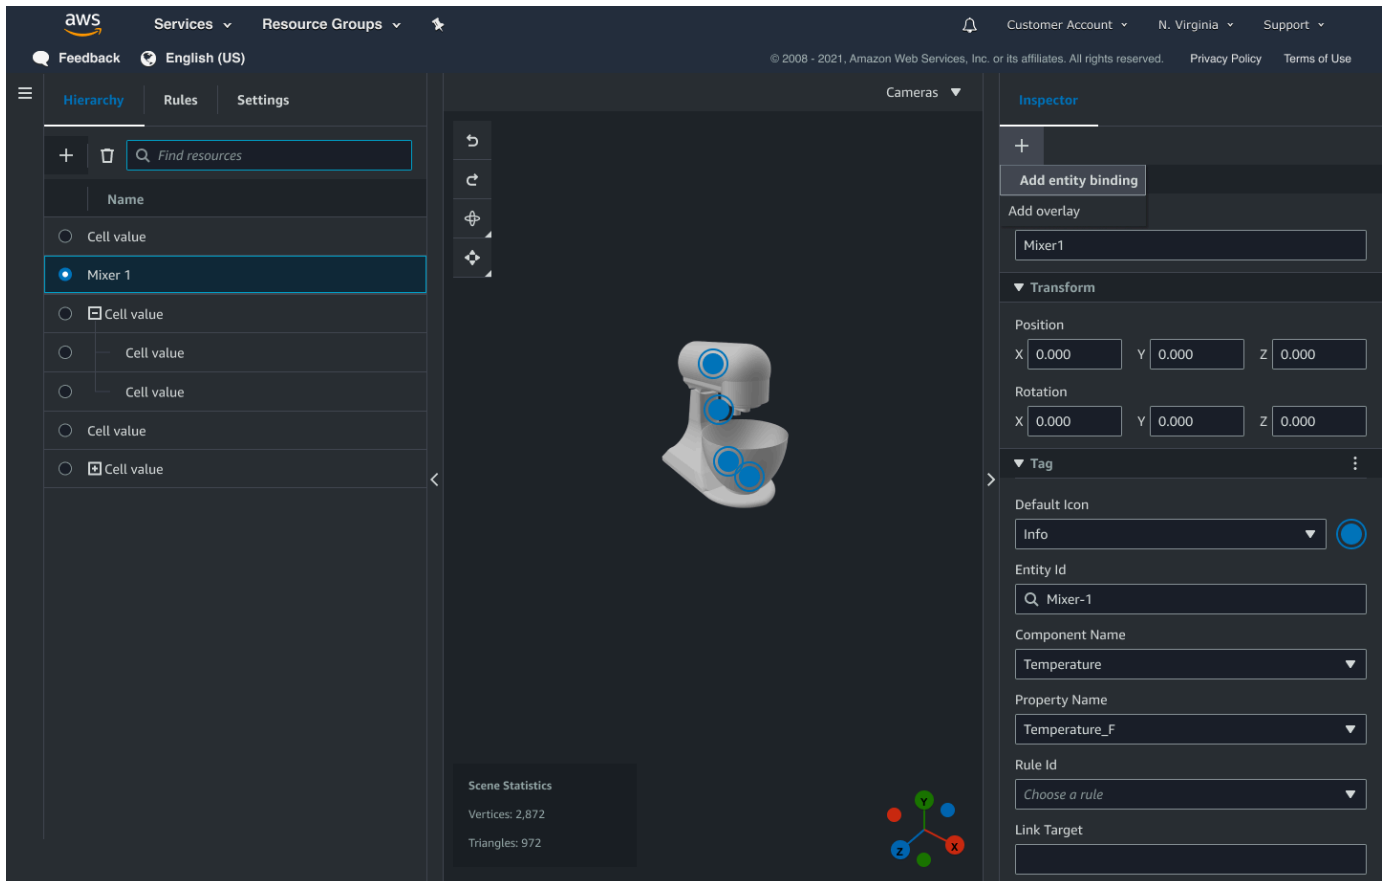 aws
Services
Resource Groups
Customer Account
N. Virginia
Support
Feedback
English (US)
© 2008 - 2021, Amazon Web Services, Inc. or its affiliates. All rights reserved.
Privacy Policy
Terms of Use
Hierarchy
Rules
Settings
Find resources
Name
Cell value
Mixer 1
Cell value
Cell value
Cell value
Cell value
Cell value
Cameras
Scene Statistics
Vertices: 2,872
Triangles: 972
Y
Z
X
Inspector
Add entity binding
Add overlay
Mixer1
Transform
Position
X 0.000 Y 0.000 Z 0.000
Rotation
X 0.000 Y 0.000 Z 0.000
Tag
Default Icon
Info
Entity Id
Mixer-1
Component Name
Temperature
Property Name
Temperature_F
Rule Id
Choose a rule
Link Target